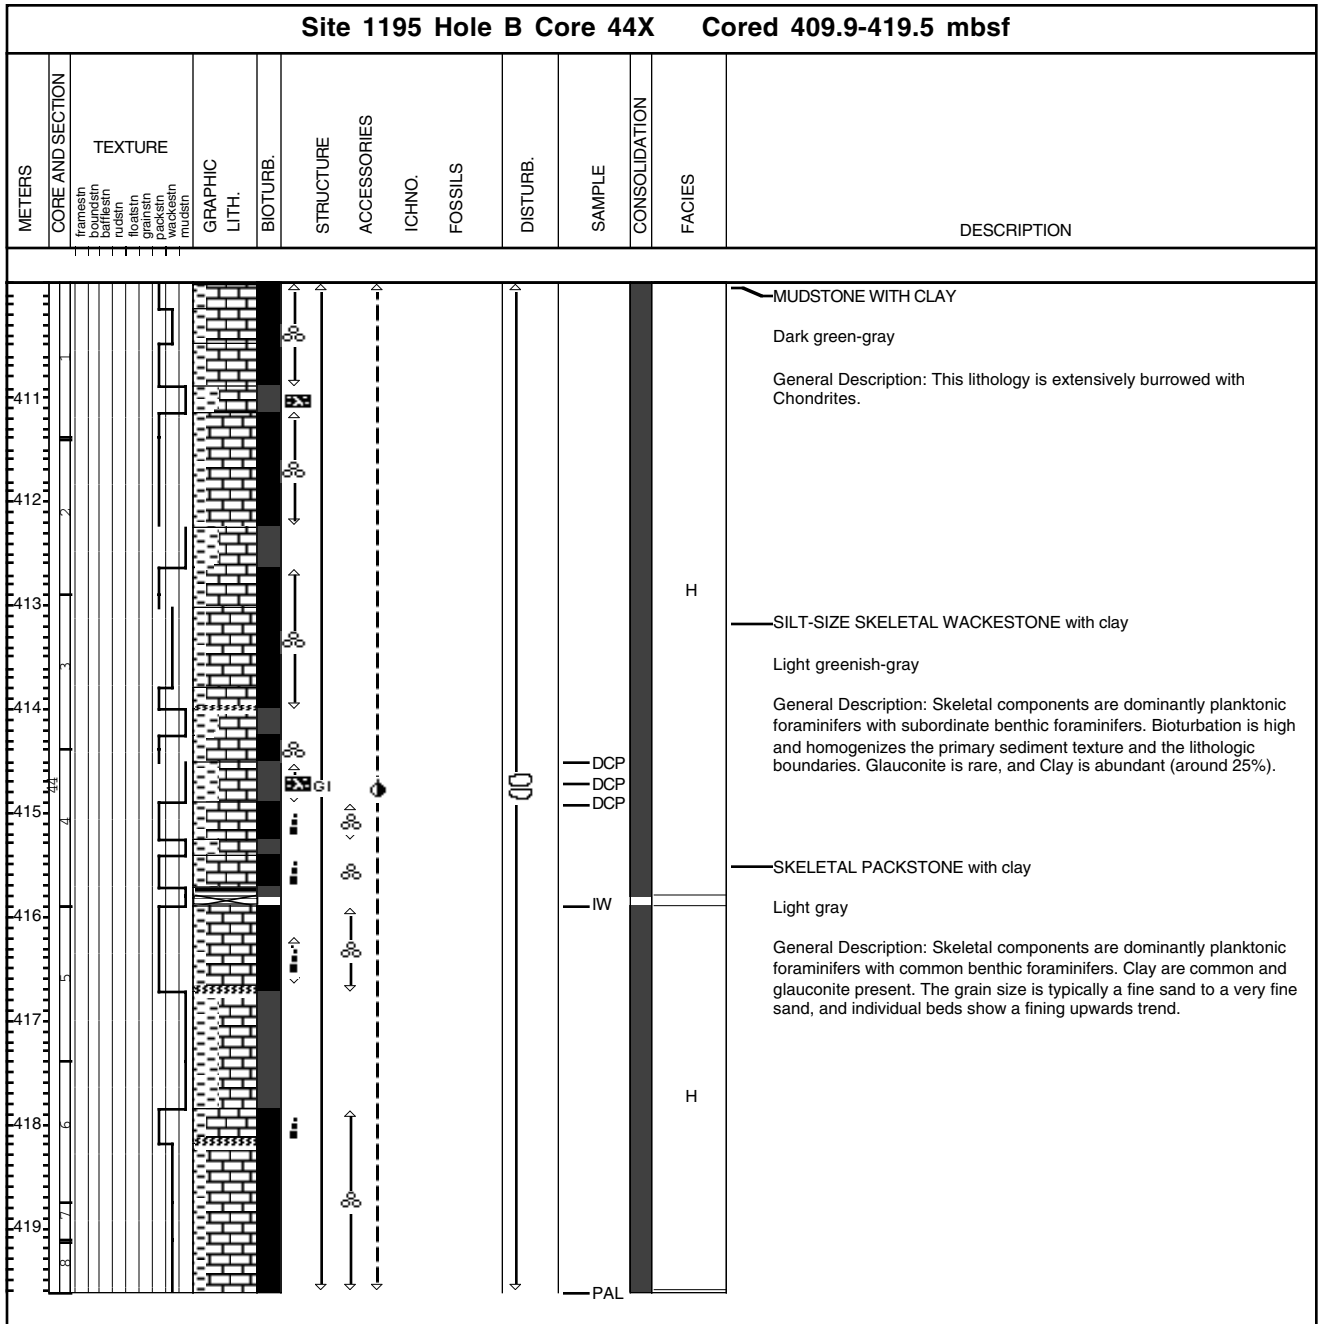 Site 1195 Hole B Core 44X Cored 409.9-419.5 mbsf
METERS
CORE AND SECTION
TEXTURE
framestn
boundstn
bafflestn
rudstn
floatstn
grainstn
packstn
wackestn
mudstn
GRAPHIC
LITH.
BIOTURB.
STRUCTURE
ACCESSORIES
ICHNO.
FOSSILS
DISTURB.
SAMPLE
CONSOLIDATION
FACIES
DESCRIPTION
MUDSTONE WITH CLAY
Dark green-gray
General Description: This lithology is extensively burrowed with
Chondrites.
SILT-SIZE SKELETAL WACKESTONE with clay
Light greenish-gray
General Description: Skeletal components are dominantly planktonic
foraminifers with subordinate benthic foraminifers. Bioturbation is high
and homogenizes the primary sediment texture and the lithologic
boundaries. Glauconite is rare, and Clay is abundant (around 25%).
SKELETAL PACKSTONE with clay
Light gray
General Description: Skeletal components are dominantly planktonic
foraminifers with common benthic foraminifers. Clay are common and
glauconite present. The grain size is typically a fine sand to a very fine
sand, and individual beds show a fining upwards trend.
411
412
413
414
415
416
417
418
419
44
1
2
3
4
5
6
7
8
Gl
DCP
DCP
DCP
IW
PAL
H
H